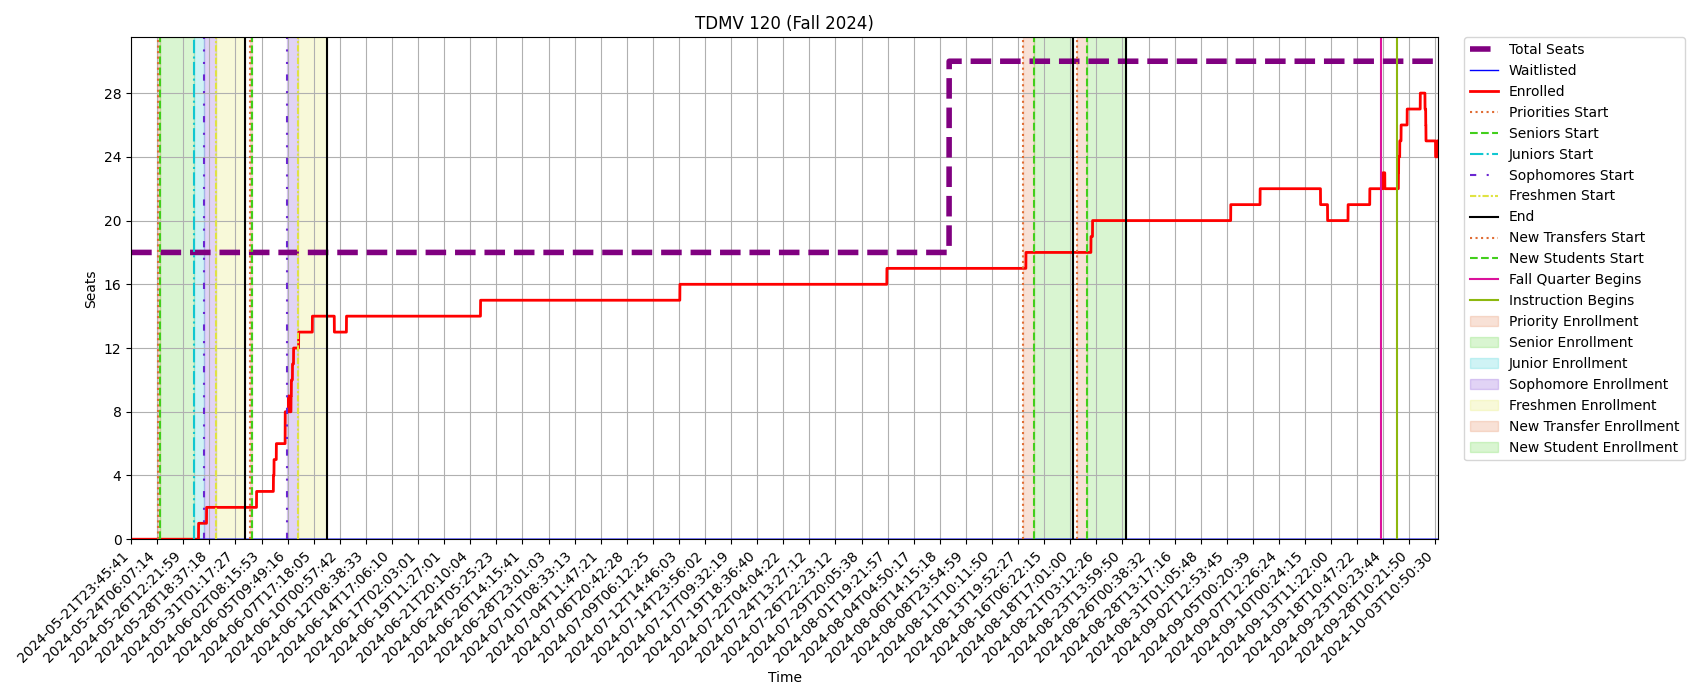 TDMV 120 (Fall 2024)
Seats
28
24
20
16
12
8
4
0
2024-05-21T23:45:41
2024-05-24T06:07:14
2024-05-26T12:21:59
2024-05-28T18:37:18
2024-05-31T01:17:27
2024-06-02T08:15:53
2024-06-05T09:49:16
2024-06-07T17:18:05
2024-06-10T00:57:42
2024-06-12T08:38:33
2024-06-14T17:06:10
2024-06-17T02:03:01
2024-06-19T11:27:01
2024-06-21T20:10:04
2024-06-24T05:25:23
2024-06-26T14:15:41
2024-06-28T23:01:03
2024-07-01T08:33:13
2024-07-04T11:47:21
2024-07-06T20:42:28
2024-07-09T06:12:25
2024-07-12T14:46:03
2024-07-14T23:56:02
2024-07-17T09:32:19
2024-07-19T18:36:40
2024-07-22T04:04:22
2024-07-24T13:27:12
2024-07-26T22:23:12
2024-07-29T20:05:38
2024-08-01T19:21:57
2024-08-04T04:50:17
2024-08-06T14:15:18
2024-08-08T23:54:59
2024-08-11T10:11:50
2024-08-13T19:52:27
2024-08-16T06:22:15
2024-08-18T17:01:00
2024-08-21T03:12:26
2024-08-23T13:59:50
2024-08-26T00:38:32
2024-08-28T13:17:16
2024-08-31T01:05:48
2024-09-02T12:53:45
2024-09-05T00:20:39
2024-09-07T12:26:24
2024-09-10T00:24:15
2024-09-13T11:22:00
2024-09-18T10:47:22
2024-09-23T10:23:44
2024-09-28T10:21:50
2024-10-03T10:50:30
Time
Total Seats
Waitlisted
Enrolled
Priorities Start
Seniors Start
Juniors Start
Sophomores Start
Freshmen Start
End
New Transfers Start
New Students Start
Fall Quarter Begins
Instruction Begins
Priority Enrollment
Senior Enrollment
Junior Enrollment
Sophomore Enrollment
Freshmen Enrollment
New Transfer Enrollment
New Student Enrollment